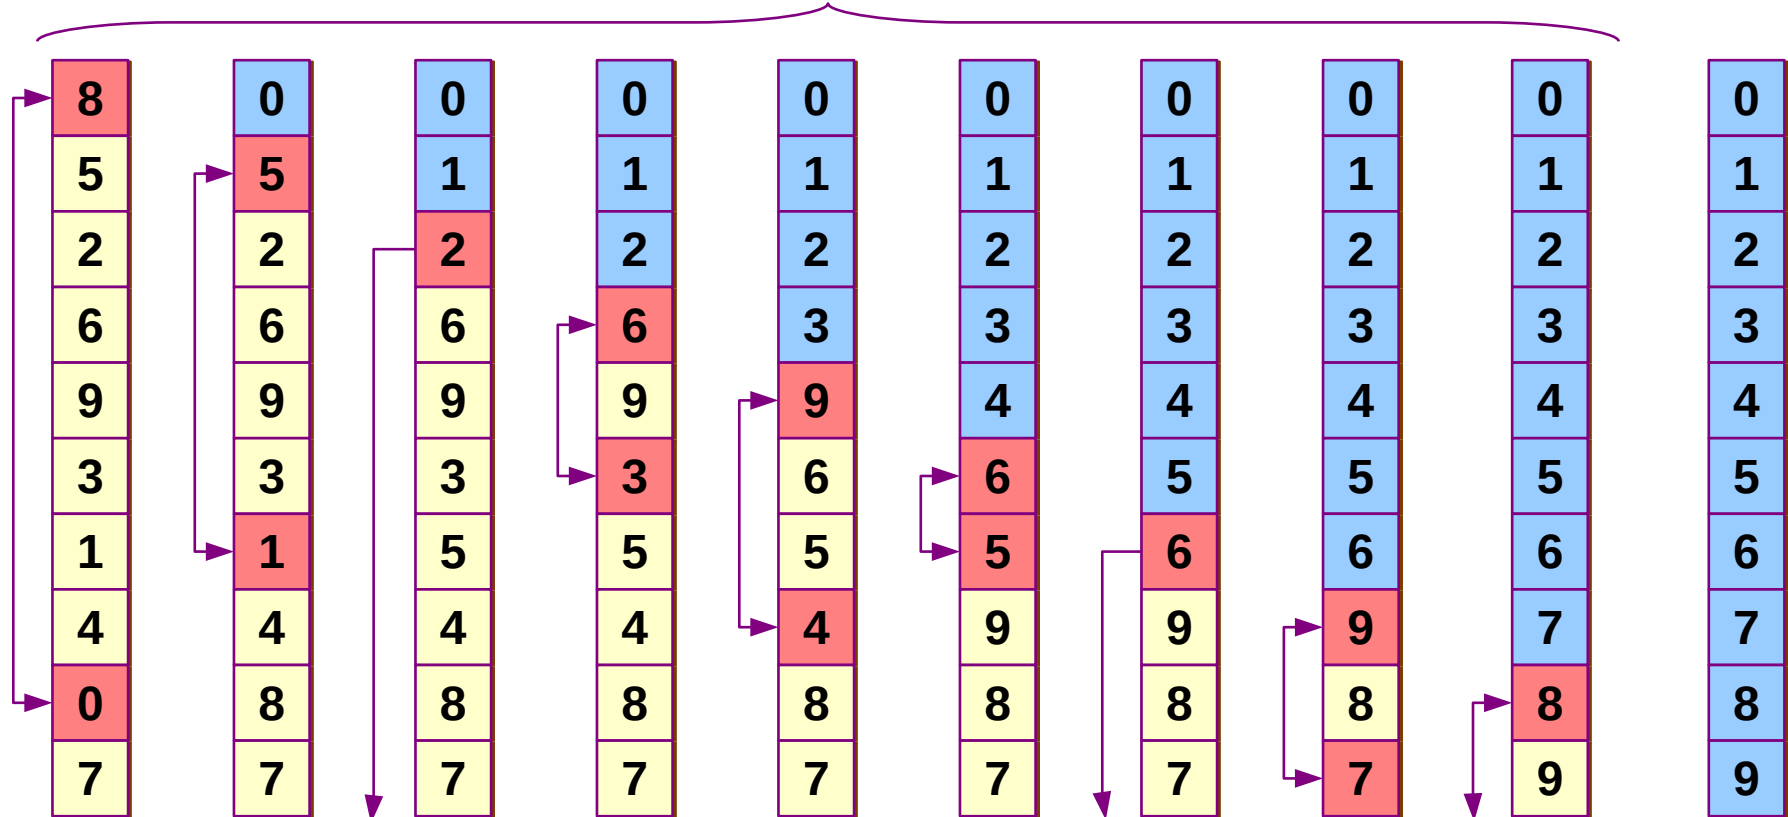 8 0 0 0 0 0 0 0 0 0
5 5 1 1 1 1 1 1 1 1
2 2 2 2 2 2 2 2 2 2
6 6 6 6 3 3 3 3 3 3
9 9 9 9 9 4 4 4 4 4
3 3 3 3 6 6 5 5 5 5
1 1 5 5 5 5 6 6 6 6
4 4 4 4 4 9 9 9 7 7
0 8 8 8 8 8 8 8 8 8
7 7 7 7 7 7 7 7 9 9